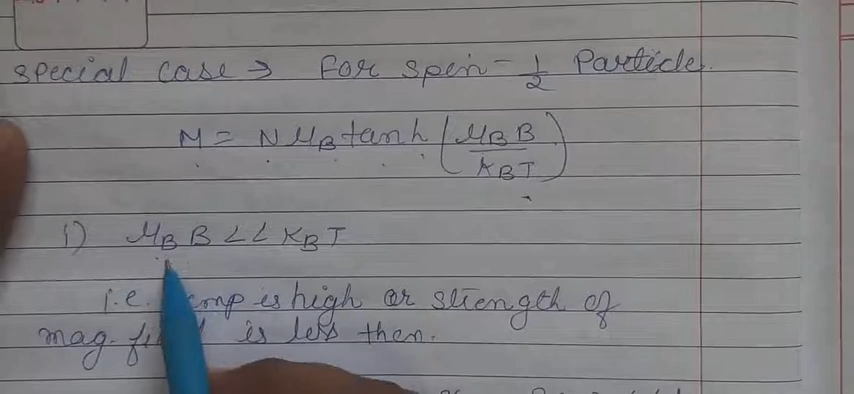 special case → For spin - 1/2 Particle.
M = N μB tanh (μB B / KB T)
1) μB B << KB T
i.e. is high or strength of
mag. is less then.